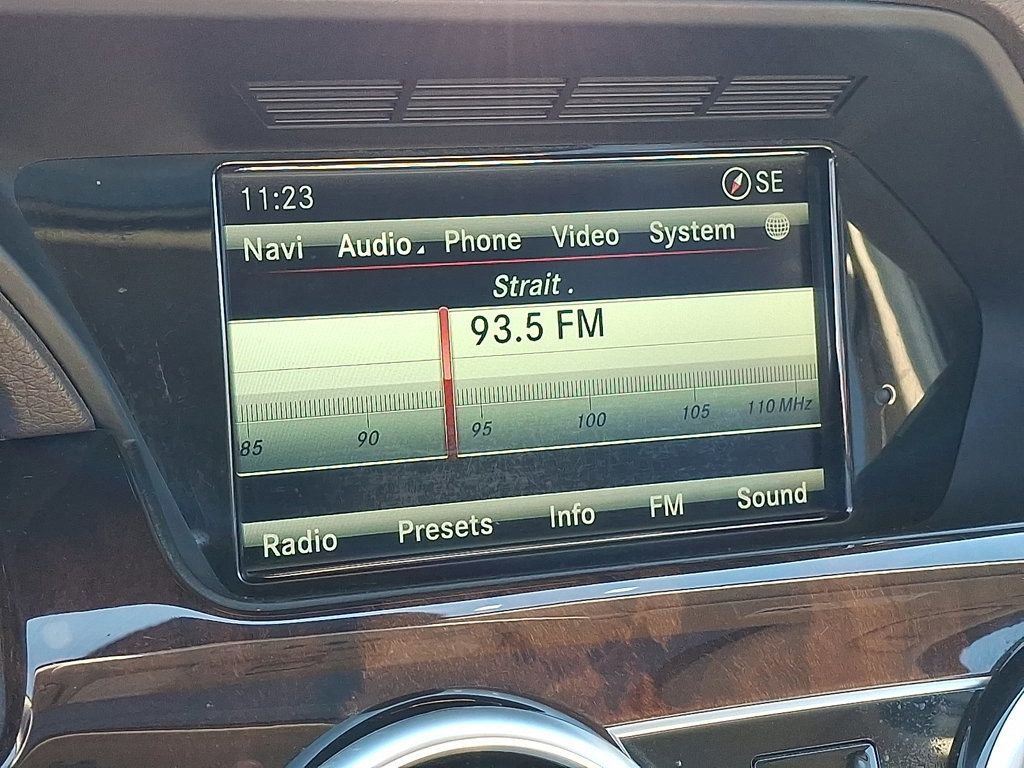 11:23 SE
Navi Audio Phone Video System
Strait .
93.5 FM
85 90 95 100 105 110 MHz
Radio Presets Info FM Sound